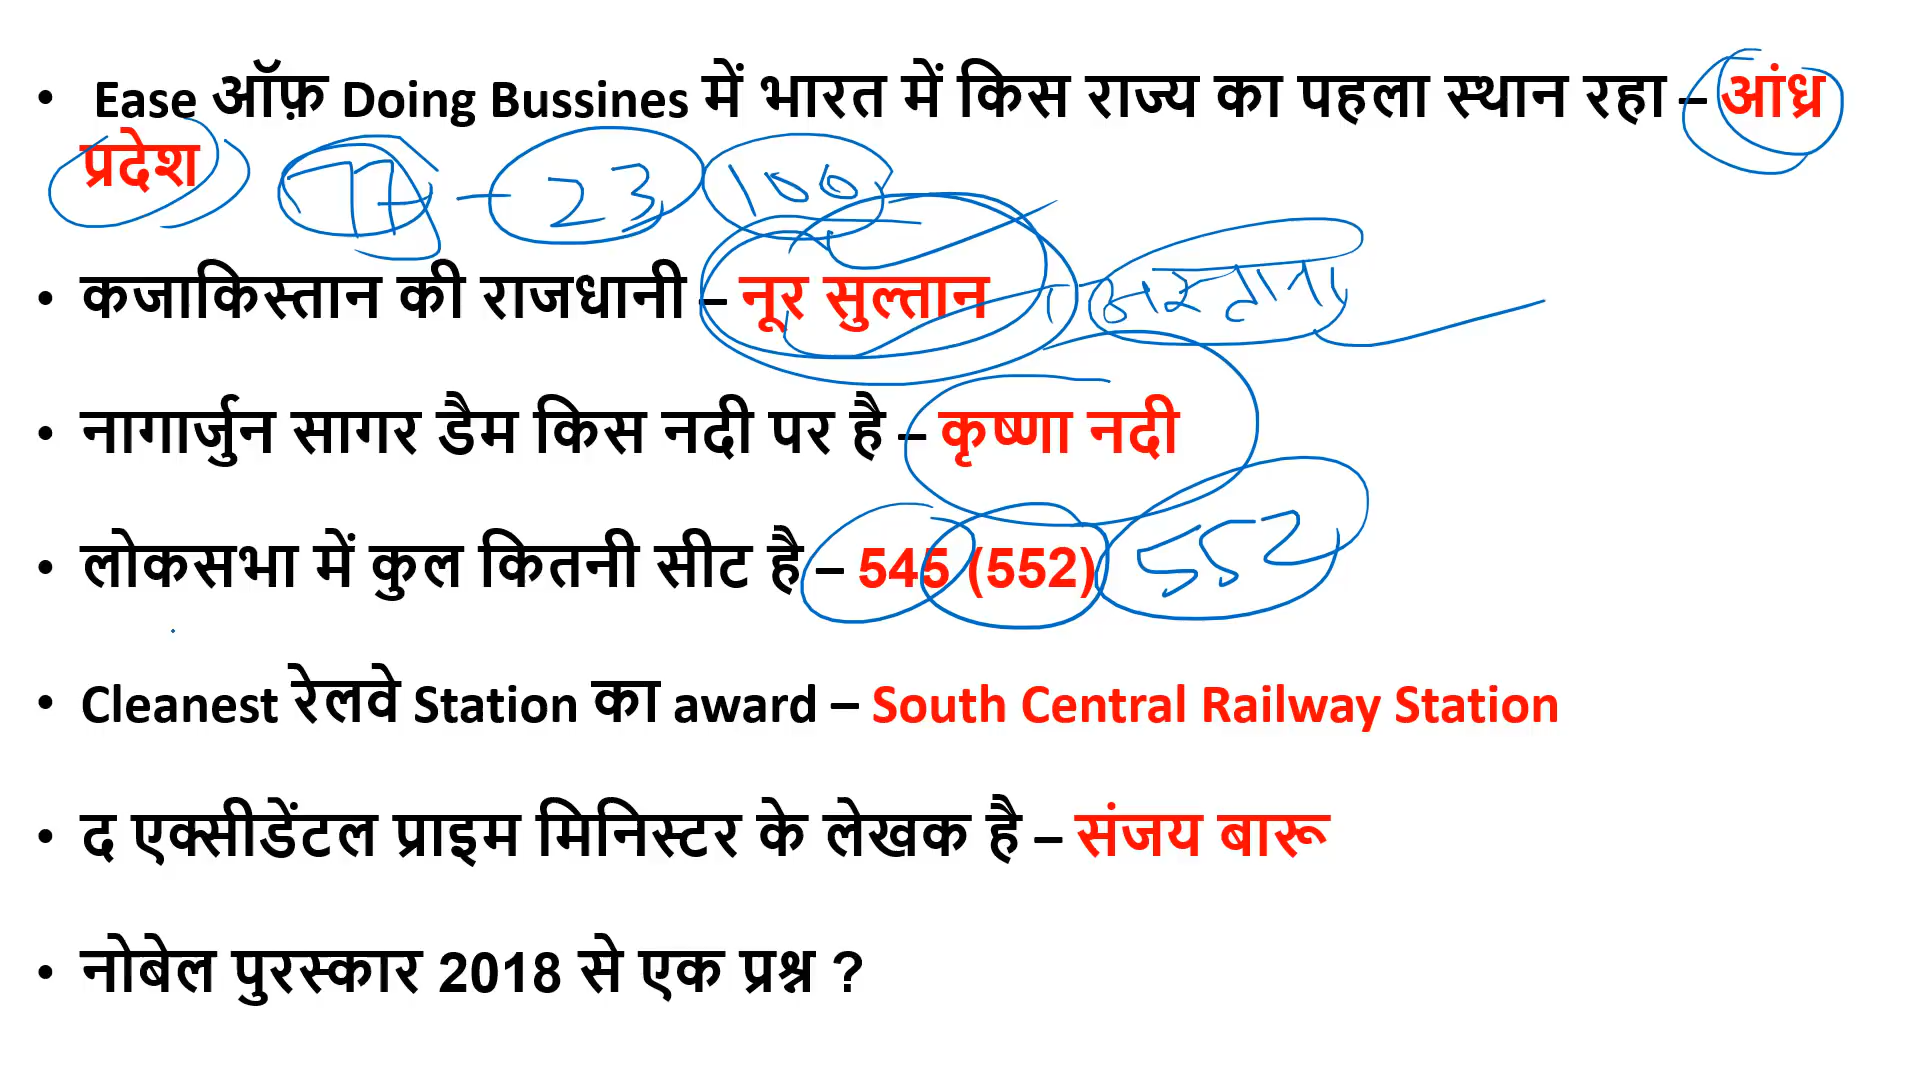 • Ease ऑफ़ Doing Bussines में भारत में किस राज्य का पहला स्थान रहा – आंध्र
प्रदेश 77 - 23 100
• कजाकिस्तान की राजधानी – नूर सुल्तान अस्ताना
• नागार्जुन सागर डैम किस नदी पर है – कृष्णा नदी
• लोकसभा में कुल कितनी सीट है – 545 (552) 552
• Cleanest रेलवे Station का award – South Central Railway Station
• द एक्सीडेंटल प्राइम मिनिस्टर के लेखक है – संजय बारू
• नोबेल पुरस्कार 2018 से एक प्रश्न ?